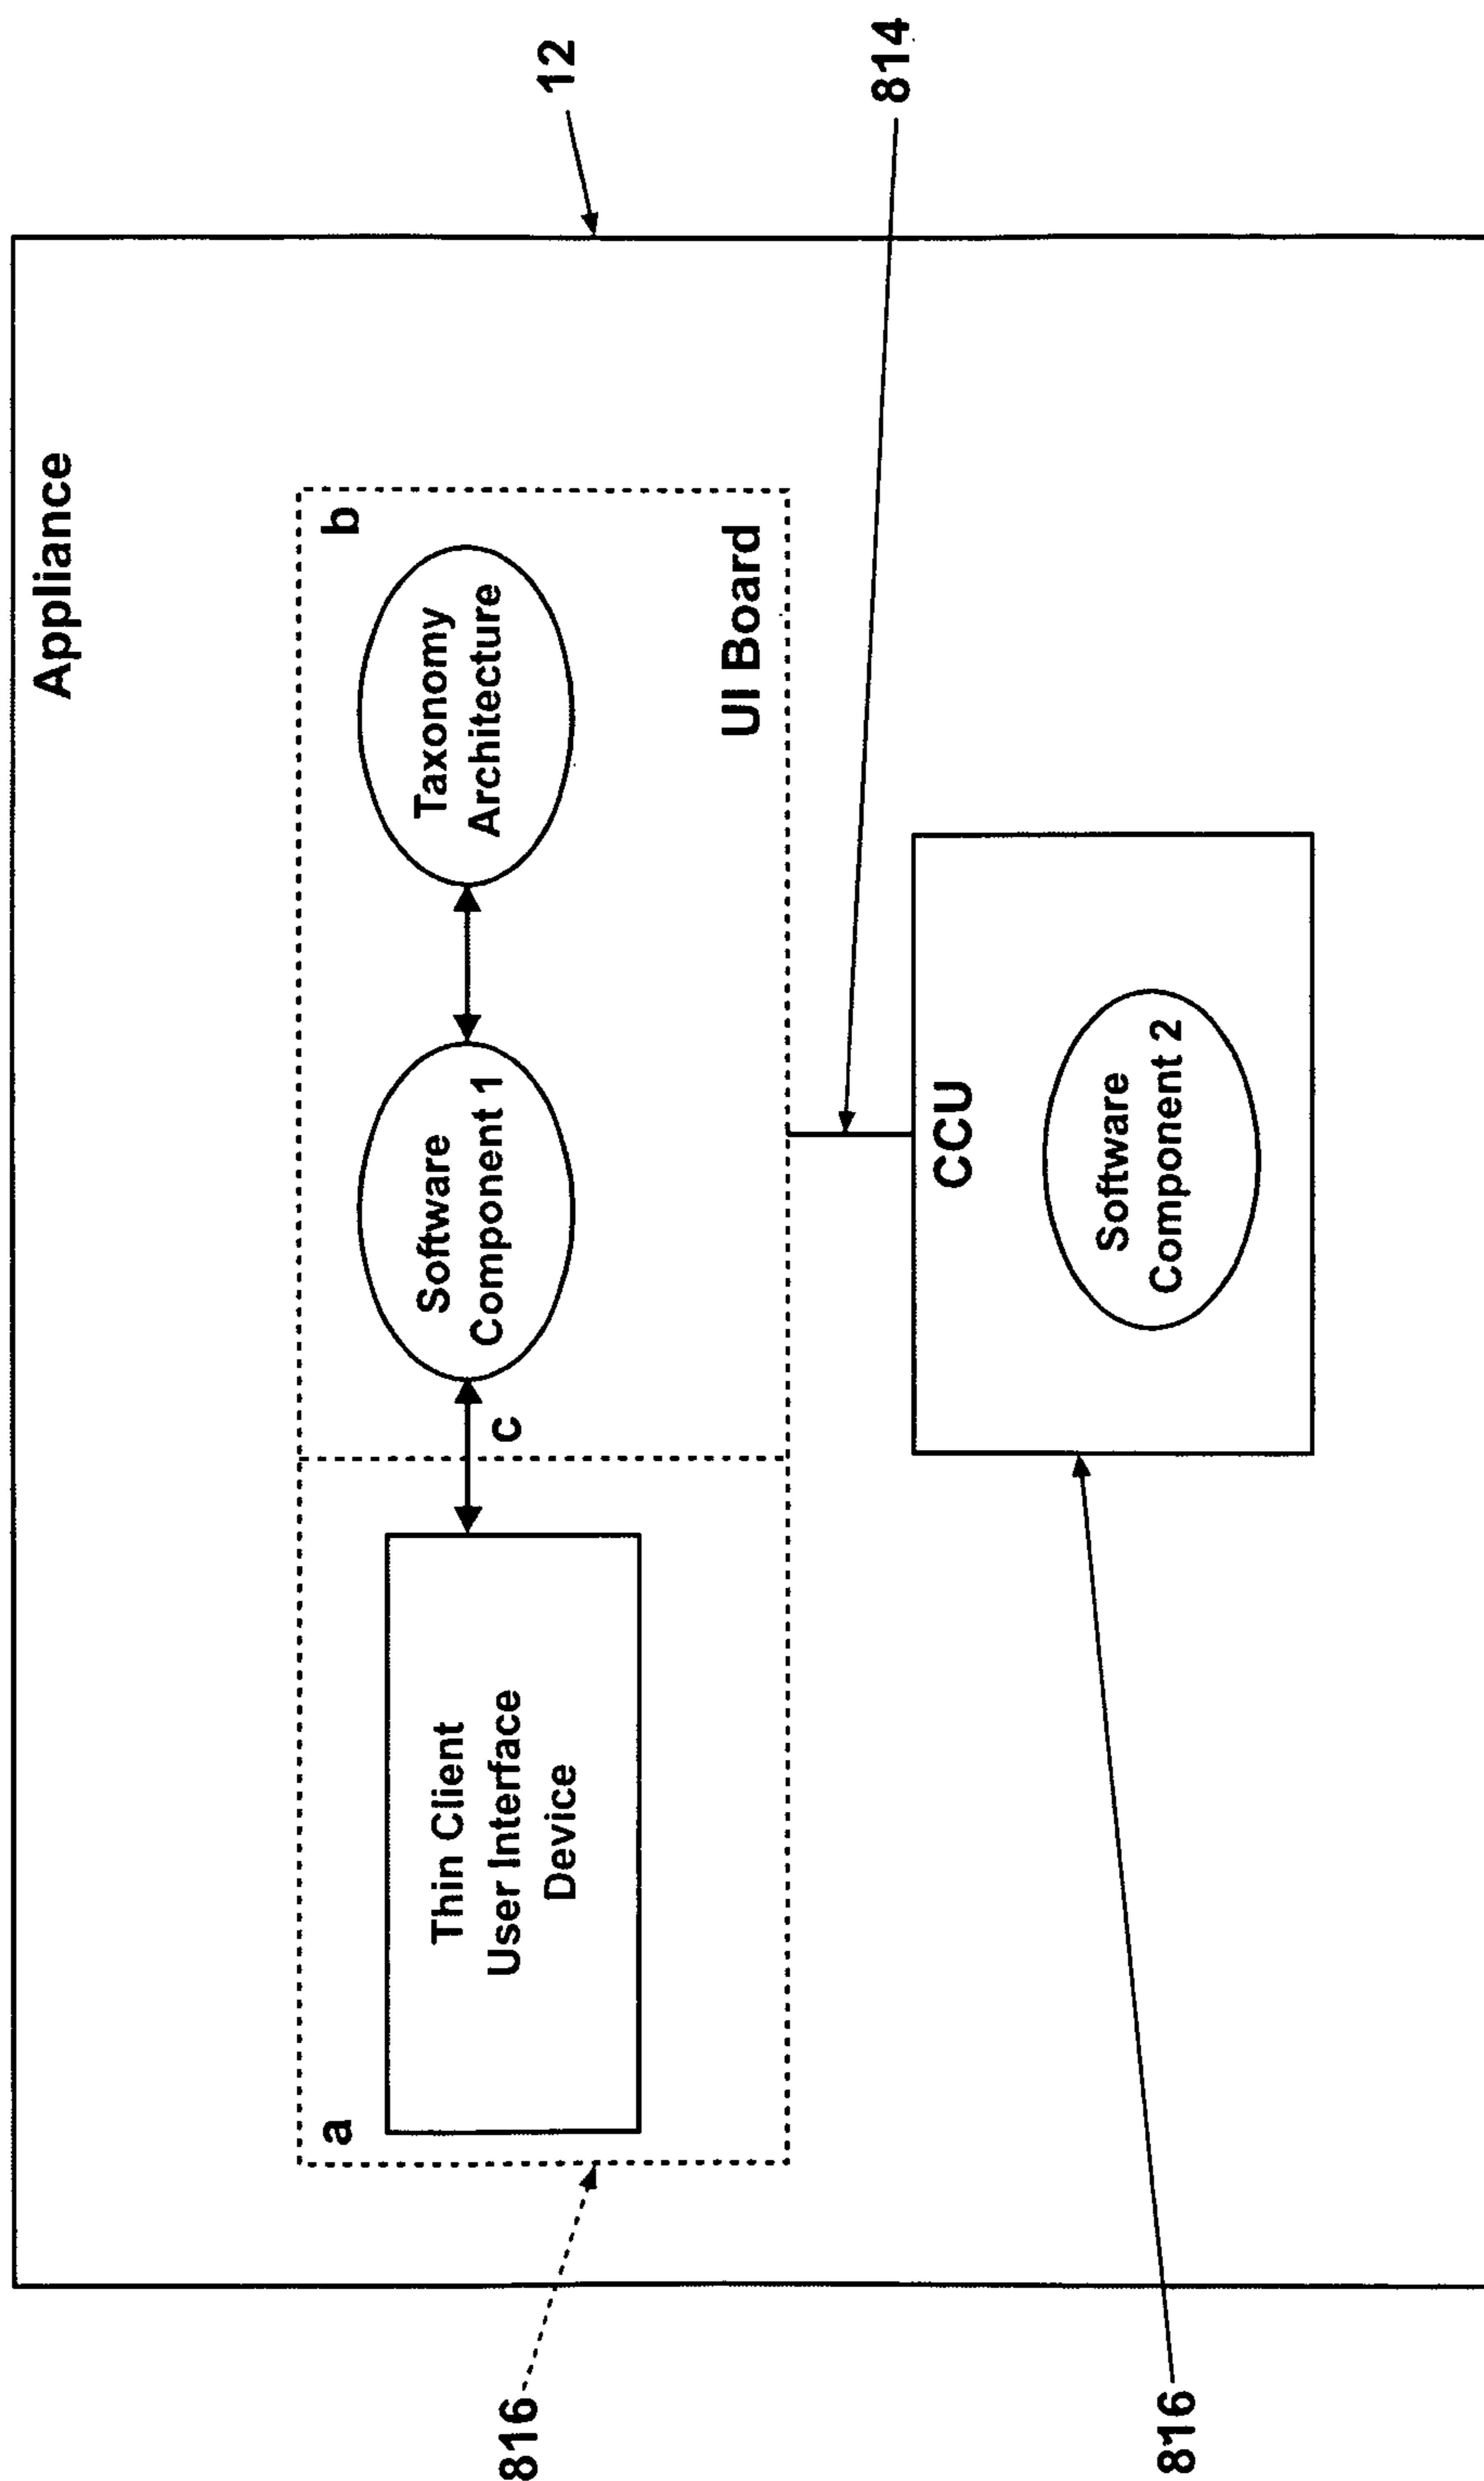 Appliance
12
a
b
Thin Client
User Interface
Device
c
Software
Component 1
Taxonomy
Architecture
UI Board
816
814
CCU
Software
Component 2
816